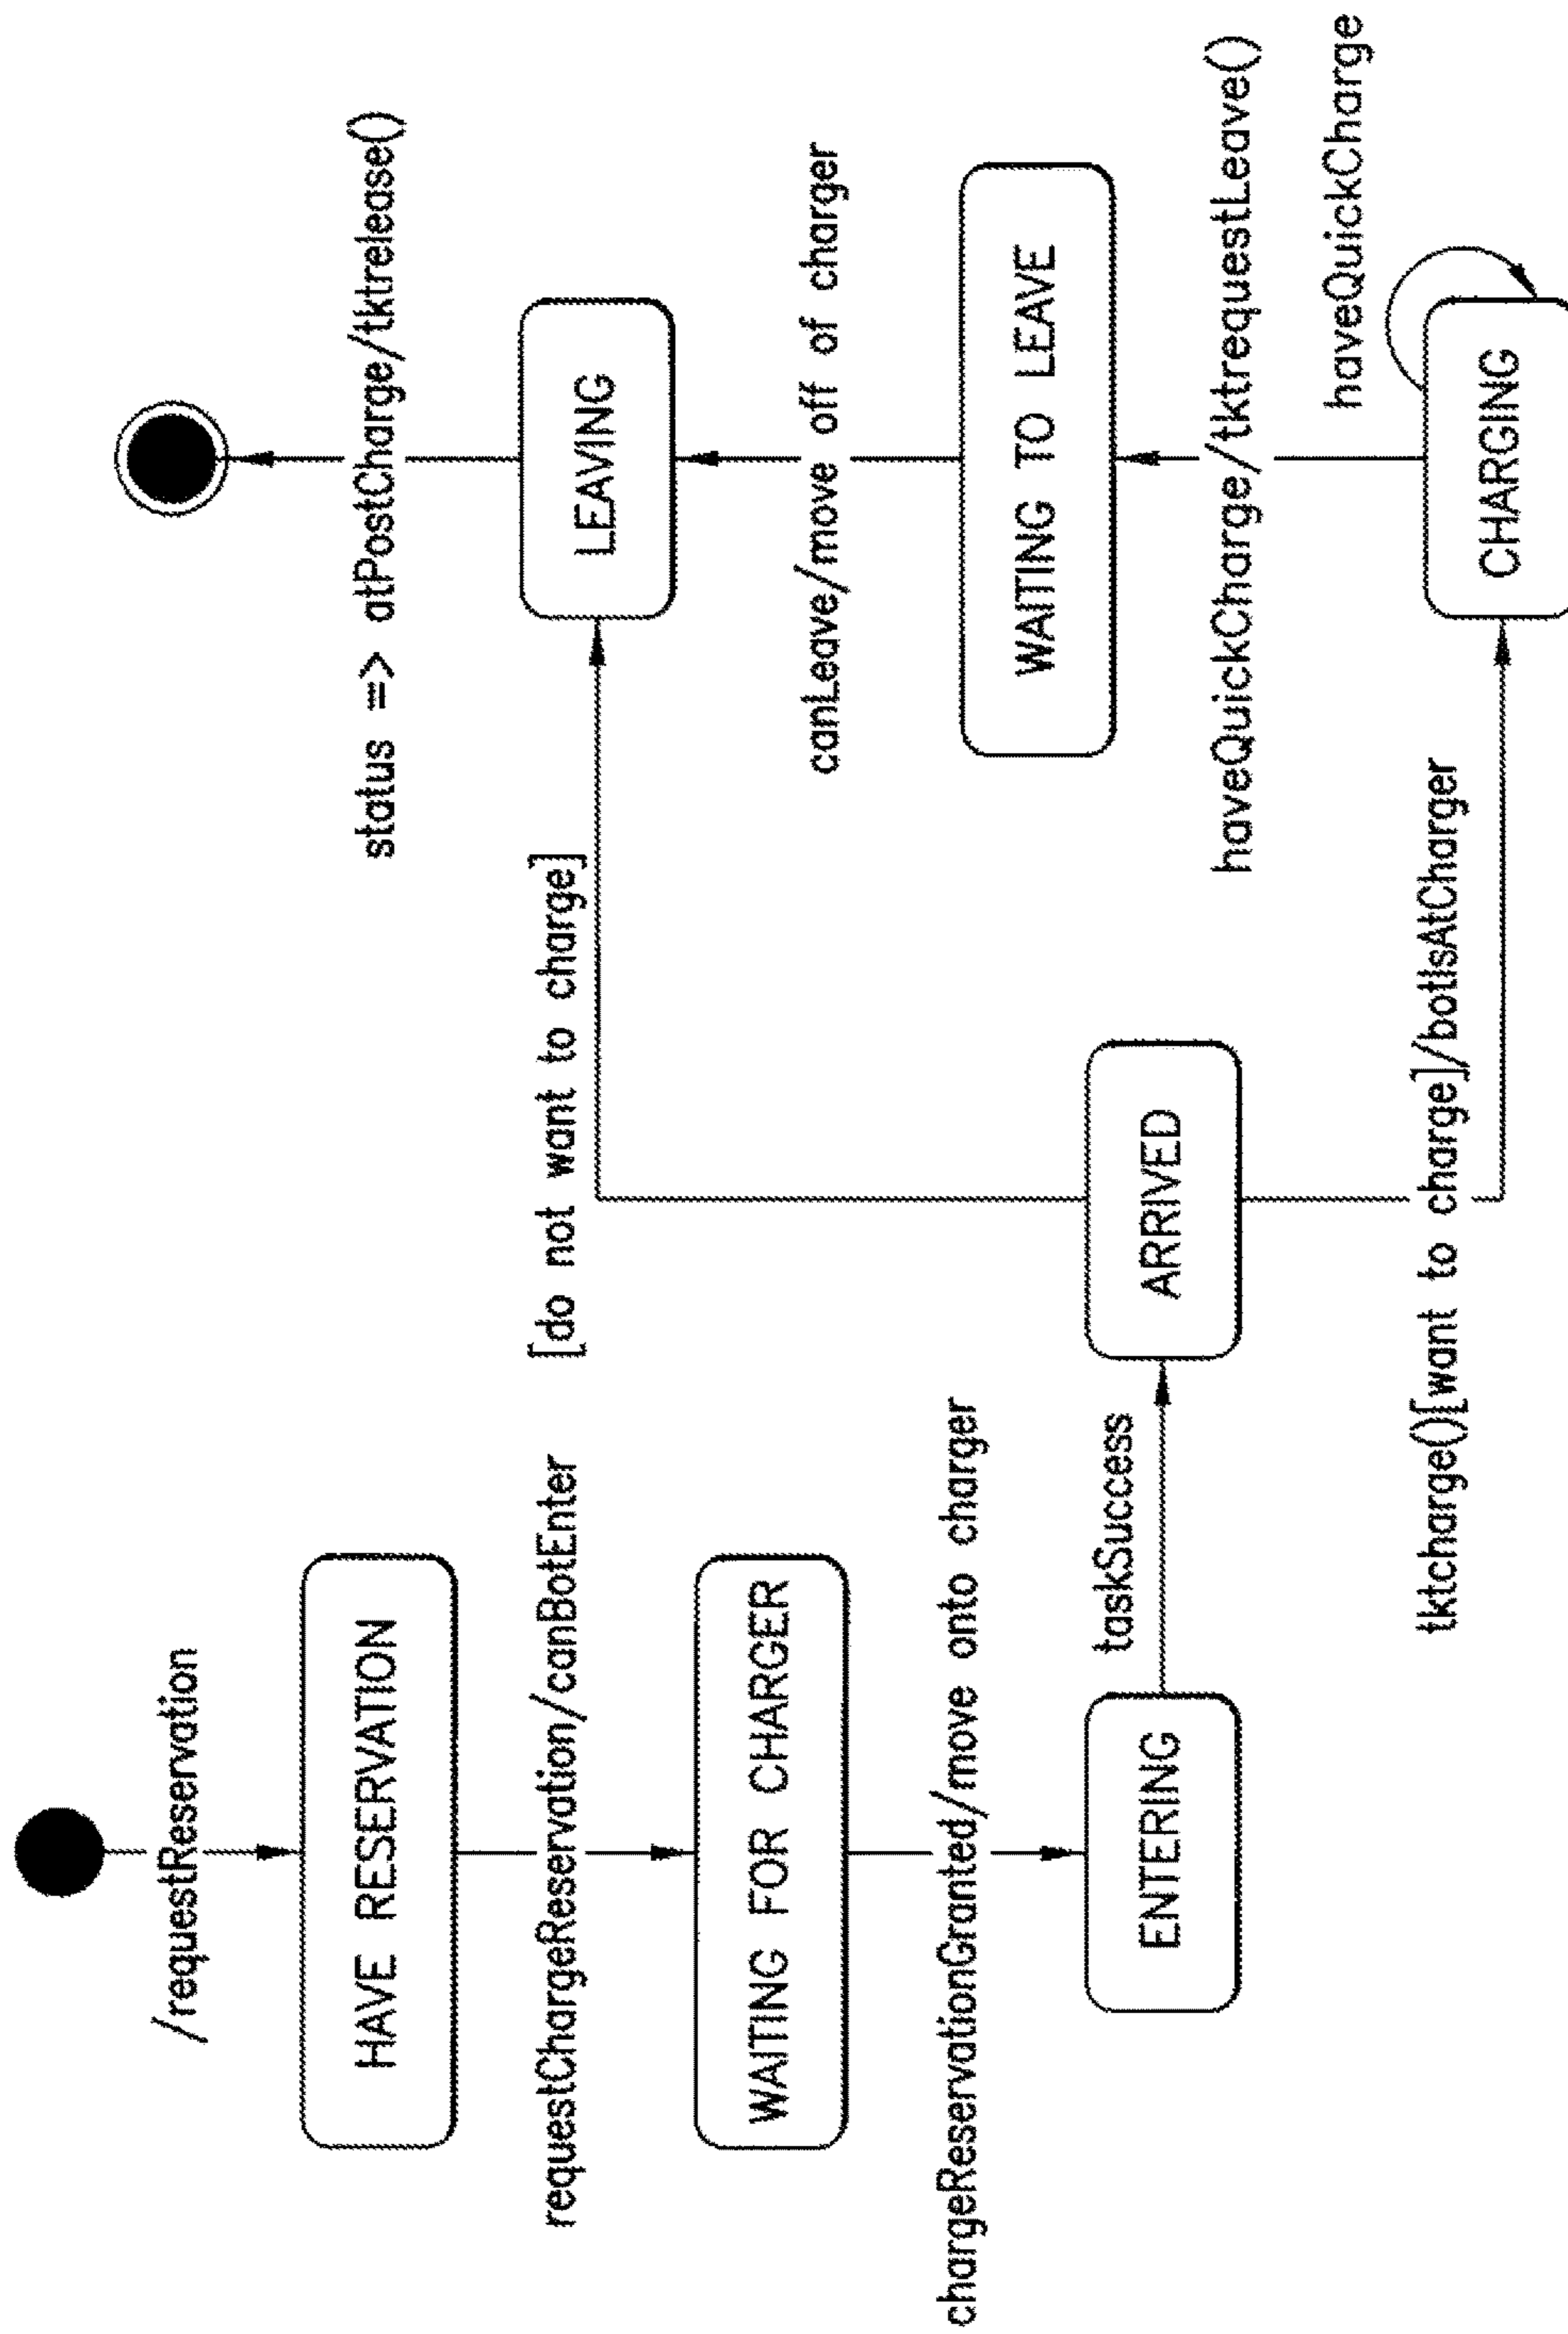 /requestReservation
HAVE RESERVATION
requestChargeReservation/canBotEnter
WAITING FOR CHARGER
chargeReservationGranted/move onto charger
ENTERING
taskSuccess
ARRIVED
[do not want to charge]
tktcharge()[want to charge]/botIsAtCharger
status => atPostCharge/tktrelease()
LEAVING
canLeave/move off of charger
WAITING TO LEAVE
haveQuickCharge/tktrequestLeave()
haveQuickCharge
CHARGING